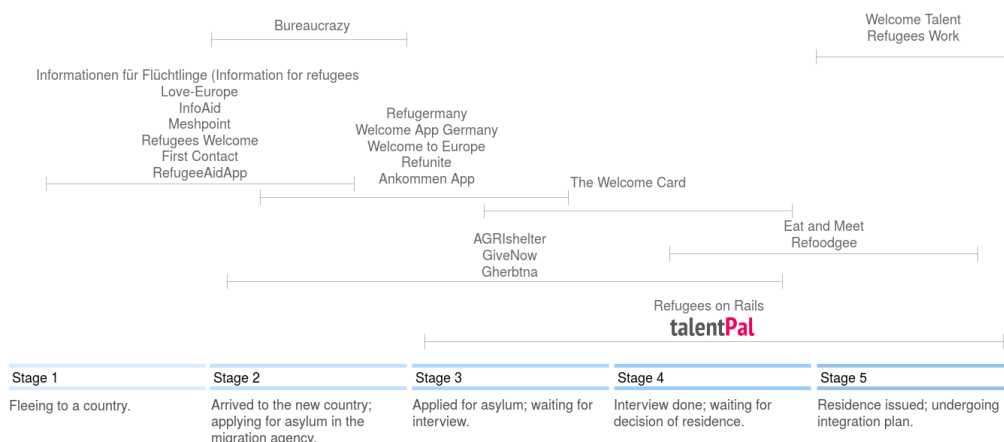 Bureaucrazy
Welcome Talent
Refugees Work
Informationen für Flüchtlinge (Information for refugees
Love-Europe
InfoAid
Meshpoint
Refugees Welcome
First Contact
RefugeeAidApp
Refugermany
Welcome App Germany
Welcome to Europe
Refunite
Ankommen App
The Welcome Card
AGRIshelter
GiveNow
Gherbtna
Eat and Meet
Refoodgee
Refugees on Rails
talentPal
Stage 1
Fleeing to a country.
Stage 2
Arrived to the new country;
applying for asylum in the
migration agency.
Stage 3
Applied for asylum; waiting for
interview.
Stage 4
Interview done; waiting for
decision of residence.
Stage 5
Residence issued; undergoing
integration plan.